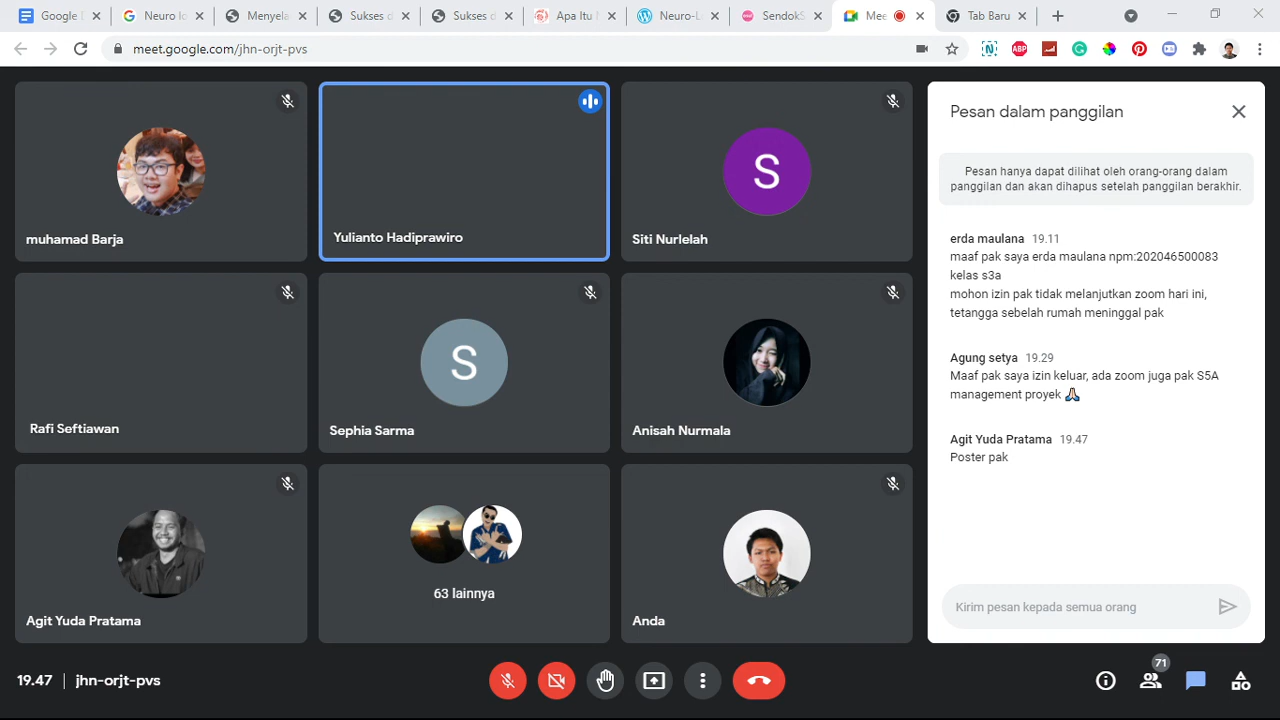 Google D
Neuro lo
Menyela
Sukses d
Sukses d
Apa Itu N
Neuro-L
SendokS
Mee
Tab Baru
meet.google.com/jhn-orjt-pvs
ABP
muhamad Barja
Yulianto Hadiprawiro
S
Siti Nurlelah
Rafi Seftiawan
S
Sephia Sarma
Anisah Nurmala
Agit Yuda Pratama
63 lainnya
Anda
Pesan dalam panggilan
Pesan hanya dapat dilihat oleh orang-orang dalam
panggilan dan akan dihapus setelah panggilan berakhir.
erda maulana 19.11
maaf pak saya erda maulana npm:202046500083
kelas s3a
mohon izin pak tidak melanjutkan zoom hari ini,
tetangga sebelah rumah meninggal pak
Agung setya 19.29
Maaf pak saya izin keluar, ada zoom juga pak S5A
management proyek 🙏🏻
Agit Yuda Pratama 19.47
Poster pak
Kirim pesan kepada semua orang
19.47 | jhn-orjt-pvs
71